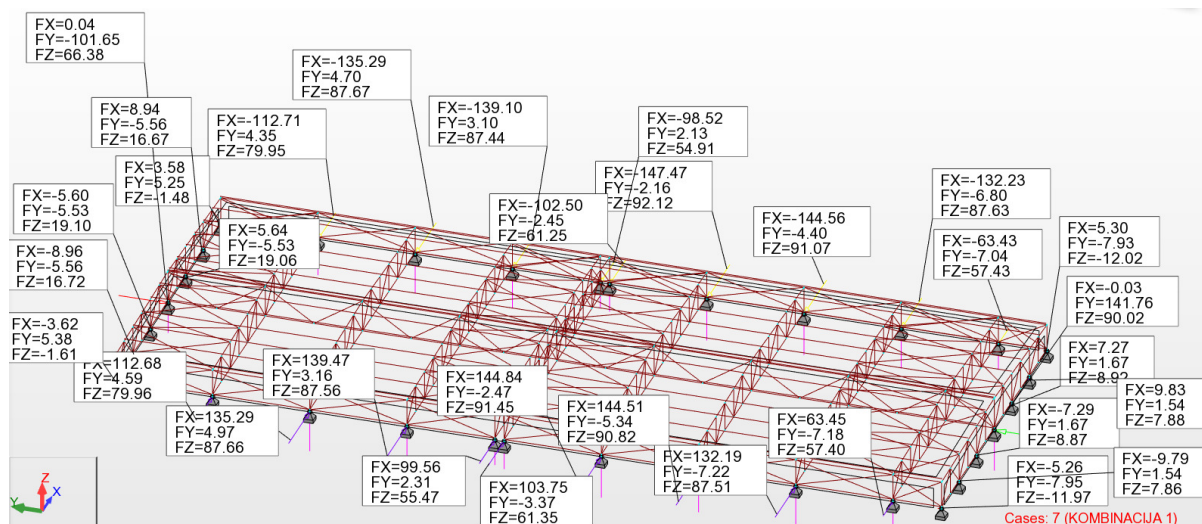 FX=0.04
FY=-101.65
FZ=66.38
FX=-135.29
FY=4.70
FZ=87.67
FX=8.94
FY=-5.56
FZ=16.67
FX=-112.71
FY=4.35
FZ=79.95
FX=-139.10
FY=3.10
FZ=87.44
FX=-98.52
FY=2.13
FZ=54.91
FX=3.58
FY=5.25
FZ=-1.48
FX=-147.47
FY=-2.16
FZ=92.12
FX=-132.23
FY=-6.80
FZ=87.63
FX=-5.60
FY=-5.53
FZ=19.10
FX=-102.50
FY=-2.45
FZ=61.25
FX=-144.56
FY=-4.40
FZ=91.07
FX=5.64
FY=-5.53
FZ=19.06
FX=-63.43
FY=-7.04
FZ=57.43
FX=5.30
FY=-7.93
FZ=-12.02
FX=-8.96
FY=-5.56
FZ=16.72
FX=-0.03
FY=141.76
FZ=90.02
FX=-3.62
FY=5.38
FZ=-1.61
FX=7.27
FY=1.67
FZ=8.92
FX=112.68
FY=4.59
FZ=79.96
FX=139.47
FY=3.16
FZ=87.56
FX=144.84
FY=-2.47
FZ=91.45
FX=144.51
FY=-5.34
FZ=90.82
FX=63.45
FY=-7.18
FZ=57.40
FX=-7.29
FY=1.67
FZ=8.87
FX=9.83
FY=1.54
FZ=7.88
FX=135.29
FY=4.97
FZ=87.66
FX=99.56
FY=2.31
FZ=55.47
FX=103.75
FY=-3.37
FZ=61.35
FX=132.19
FY=-7.22
FZ=87.51
FX=-5.26
FY=-7.95
FZ=-11.97
FX=-9.79
FY=1.54
FZ=7.86
Z
X
Y
Cases: 7 (KOMBINACIJA 1)